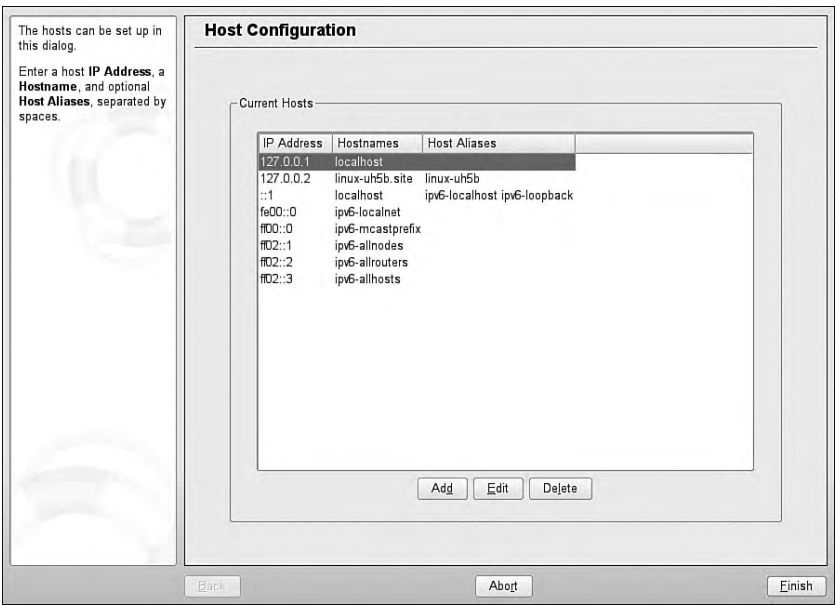 The hosts can be set up in
this dialog.
Enter a host IP Address, a
Hostname, and optional
Host Aliases, separated by
spaces.
Host Configuration
Current Hosts
IP Address Hostnames Host Aliases
127.0.0.1 localhost
127.0.0.2 linux-uh5b.site linux-uh5b
::1 localhost ipv6-localhost ipv6-loopback
fe00::0 ipv6-localnet
ff00::0 ipv6-mcastprefix
ff02::1 ipv6-allnodes
ff02::2 ipv6-allrouters
ff02::3 ipv6-allhosts
Add Edit Delete
Back Abort Finish